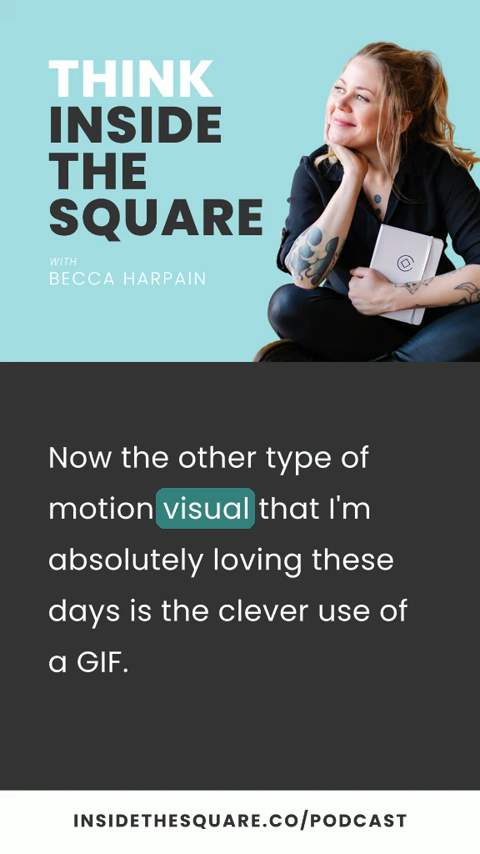 THINK
INSIDE
THE
SQUARE
WITH
BECCA HARPAIN
Now the other type of
motion visual that I'm
absolutely loving these
days is the clever use of
a GIF.
INSIDETHESQUARE.CO/PODCAST